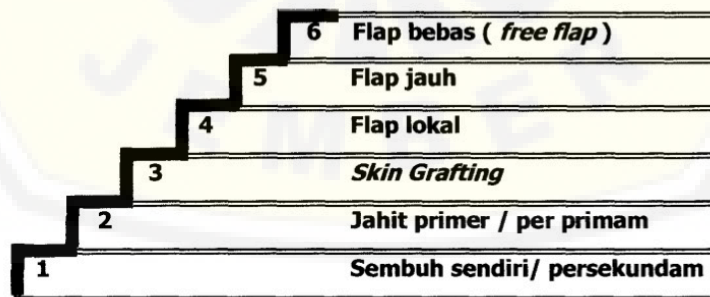 6 Flap bebas ( free flap )
5 Flap jauh
4 Flap lokal
3 Skin Grafting
2 Jahit primer / per primam
1 Sembuh sendiri/ persekundam